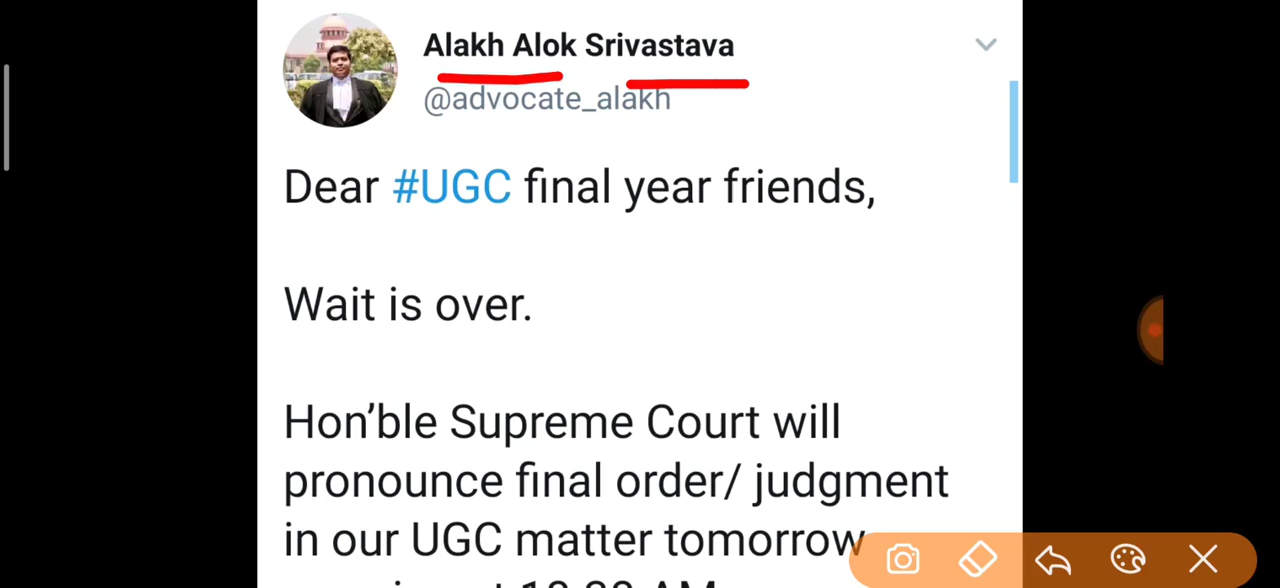 Alakh Alok Srivastava
@advocate_alakh
Dear #UGC final year friends,
Wait is over.
Hon’ble Supreme Court will
pronounce final order/ judgment
in our UGC matter tomorrow